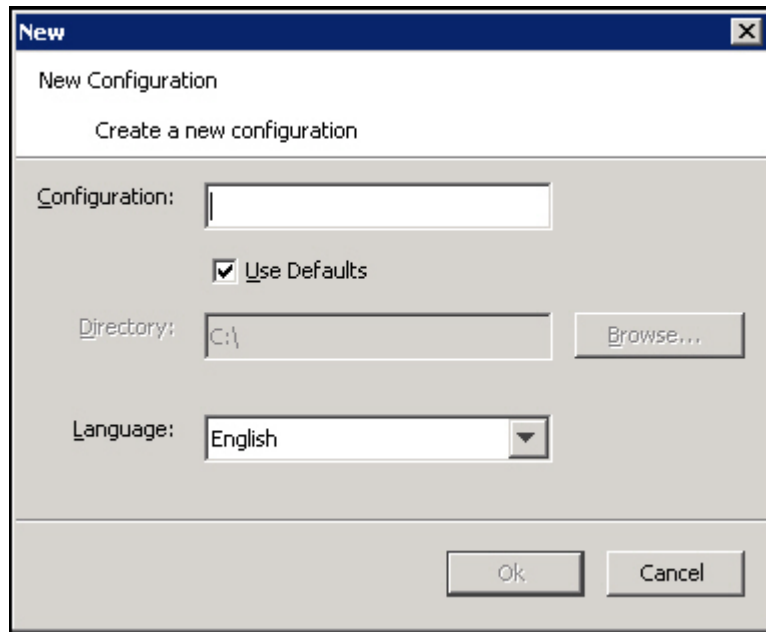 New
New Configuration
Create a new configuration
Configuration:
Use Defaults
Directory: C:\ Browse...
Language: English
Ok Cancel